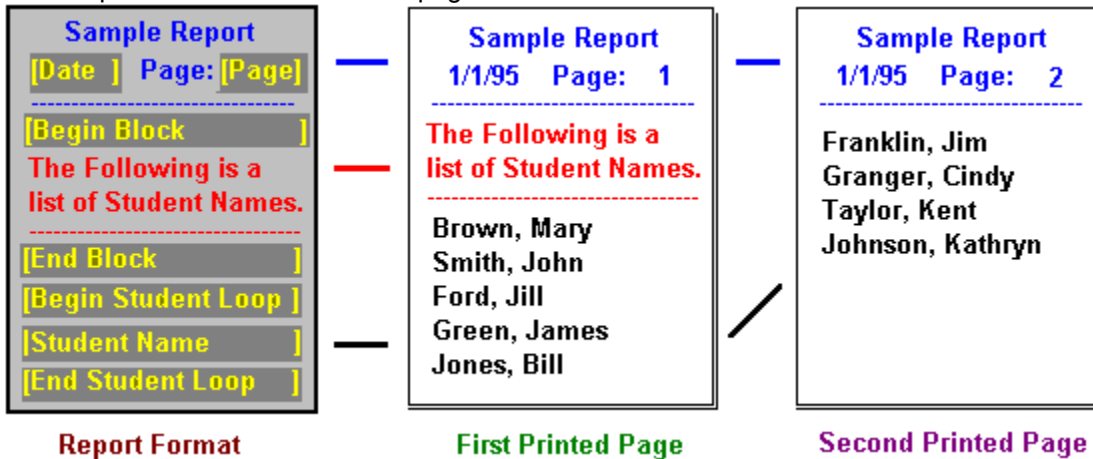 Sample Report
[Date ] Page: [Page]
[Begin Block ]
The Following is a
list of Student Names.
[End Block ]
[Begin Student Loop ]
[Student Name ]
[End Student Loop ]
Report Format
Sample Report
1/1/95 Page: 1
The Following is a
list of Student Names.
Brown, Mary
Smith, John
Ford, Jill
Green, James
Jones, Bill
First Printed Page
Sample Report
1/1/95 Page: 2
Franklin, Jim
Granger, Cindy
Taylor, Kent
Johnson, Kathryn
Second Printed Page